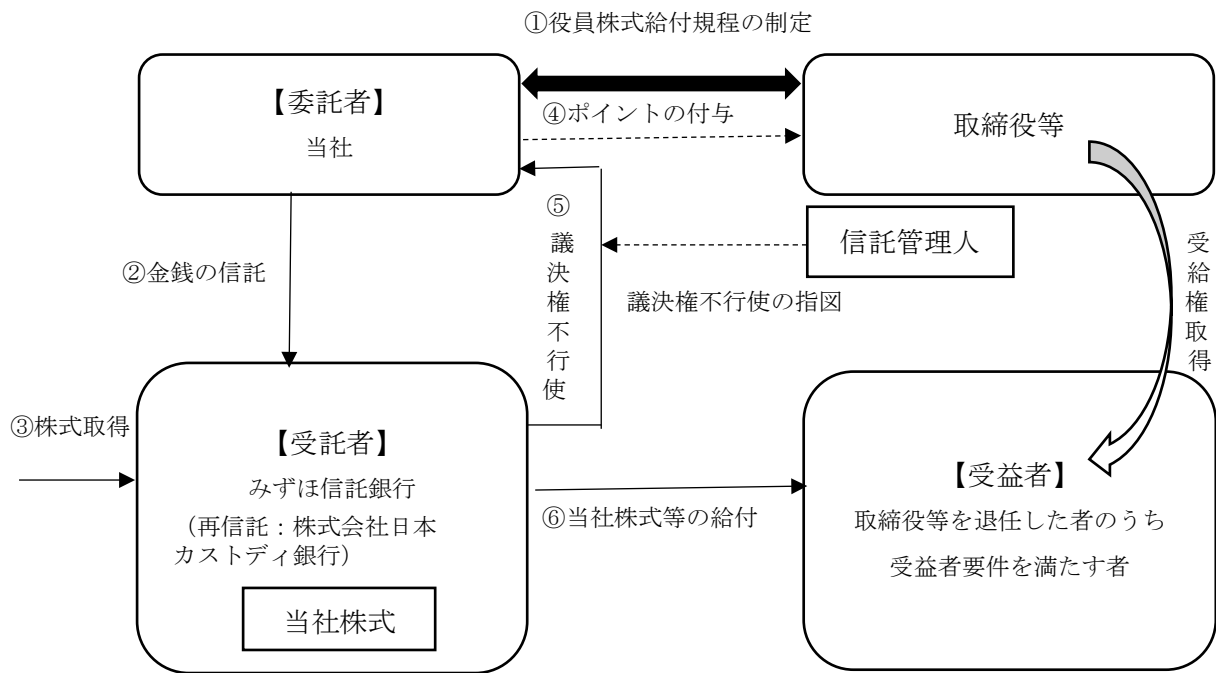 ①役員株式給付規程の制定
【委託者】
当社
④ポイントの付与
取締役等
⑤議決権不行使
信託管理人
議決権不行使の指図
受給権取得
②金銭の信託
③株式取得
【受託者】
みずほ信託銀行
(再信託:株式会社日本
カストディ銀行)
当社株式
⑥当社株式等の給付
【受益者】
取締役等を退任した者のうち
受益者要件を満たす者